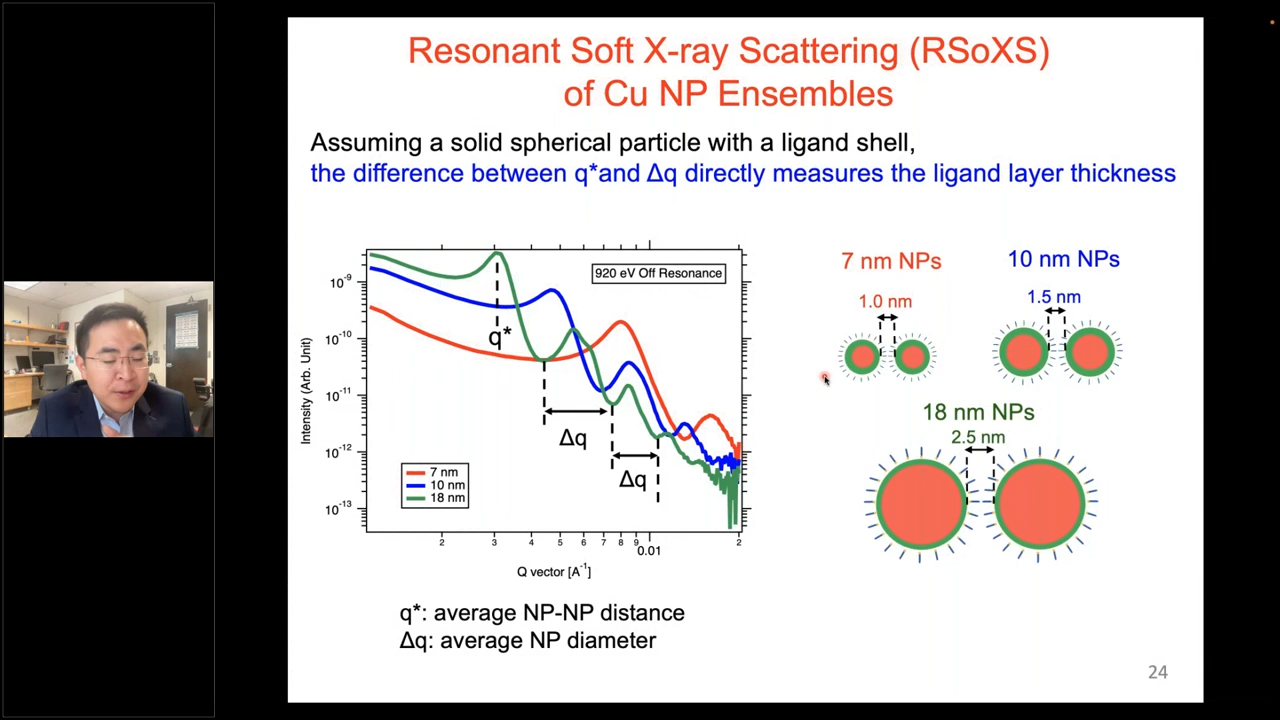 Resonant Soft X-ray Scattering (RSoXS)
of Cu NP Ensembles
Assuming a solid spherical particle with a ligand shell,
the difference between q*and Δq directly measures the ligand layer thickness
920 eV Off Resonance
10⁻⁹
10⁻¹⁰
10⁻¹¹
10⁻¹²
10⁻¹³
Intensity (Arb. Unit)
q*
Δq
Δq
7 nm
10 nm
18 nm
2 3 4 5 6 7 8 9 0.01 2
Q vector [A⁻¹]
7 nm NPs
1.0 nm
10 nm NPs
1.5 nm
18 nm NPs
2.5 nm
q*: average NP-NP distance
Δq: average NP diameter
24